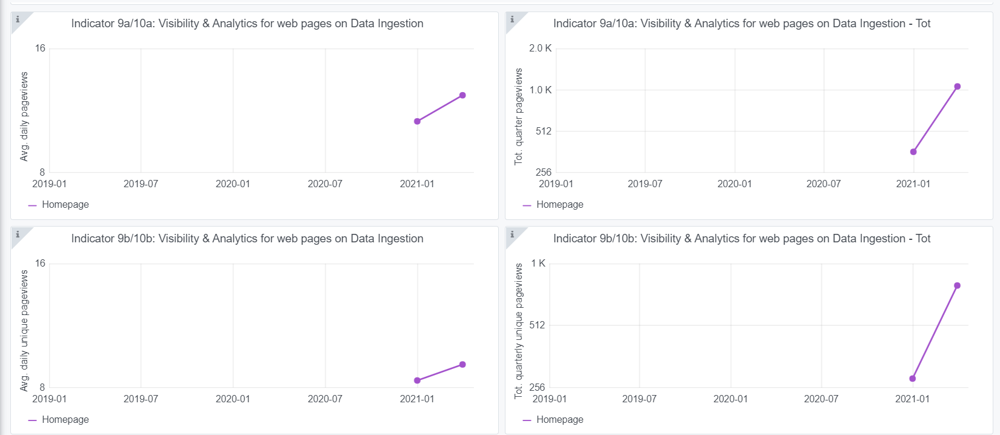 i
Indicator 9a/10a: Visibility & Analytics for web pages on Data Ingestion
Avg. daily pageviews
16
8
2019-01 2019-07 2020-01 2020-07 2021-01
Homepage
i
Indicator 9a/10a: Visibility & Analytics for web pages on Data Ingestion - Tot
Tot. quarter pageviews
2.0 K
1.0 K
512
256
2019-01 2019-07 2020-01 2020-07 2021-01
Homepage
i
Indicator 9b/10b: Visibility & Analytics for web pages on Data Ingestion
Avg. daily unique pageviews
16
8
2019-01 2019-07 2020-01 2020-07 2021-01
Homepage
i
Indicator 9b/10b: Visibility & Analytics for web pages on Data Ingestion - Tot
Tot. quarterly unique pageviews
1 K
512
256
2019-01 2019-07 2020-01 2020-07 2021-01
Homepage